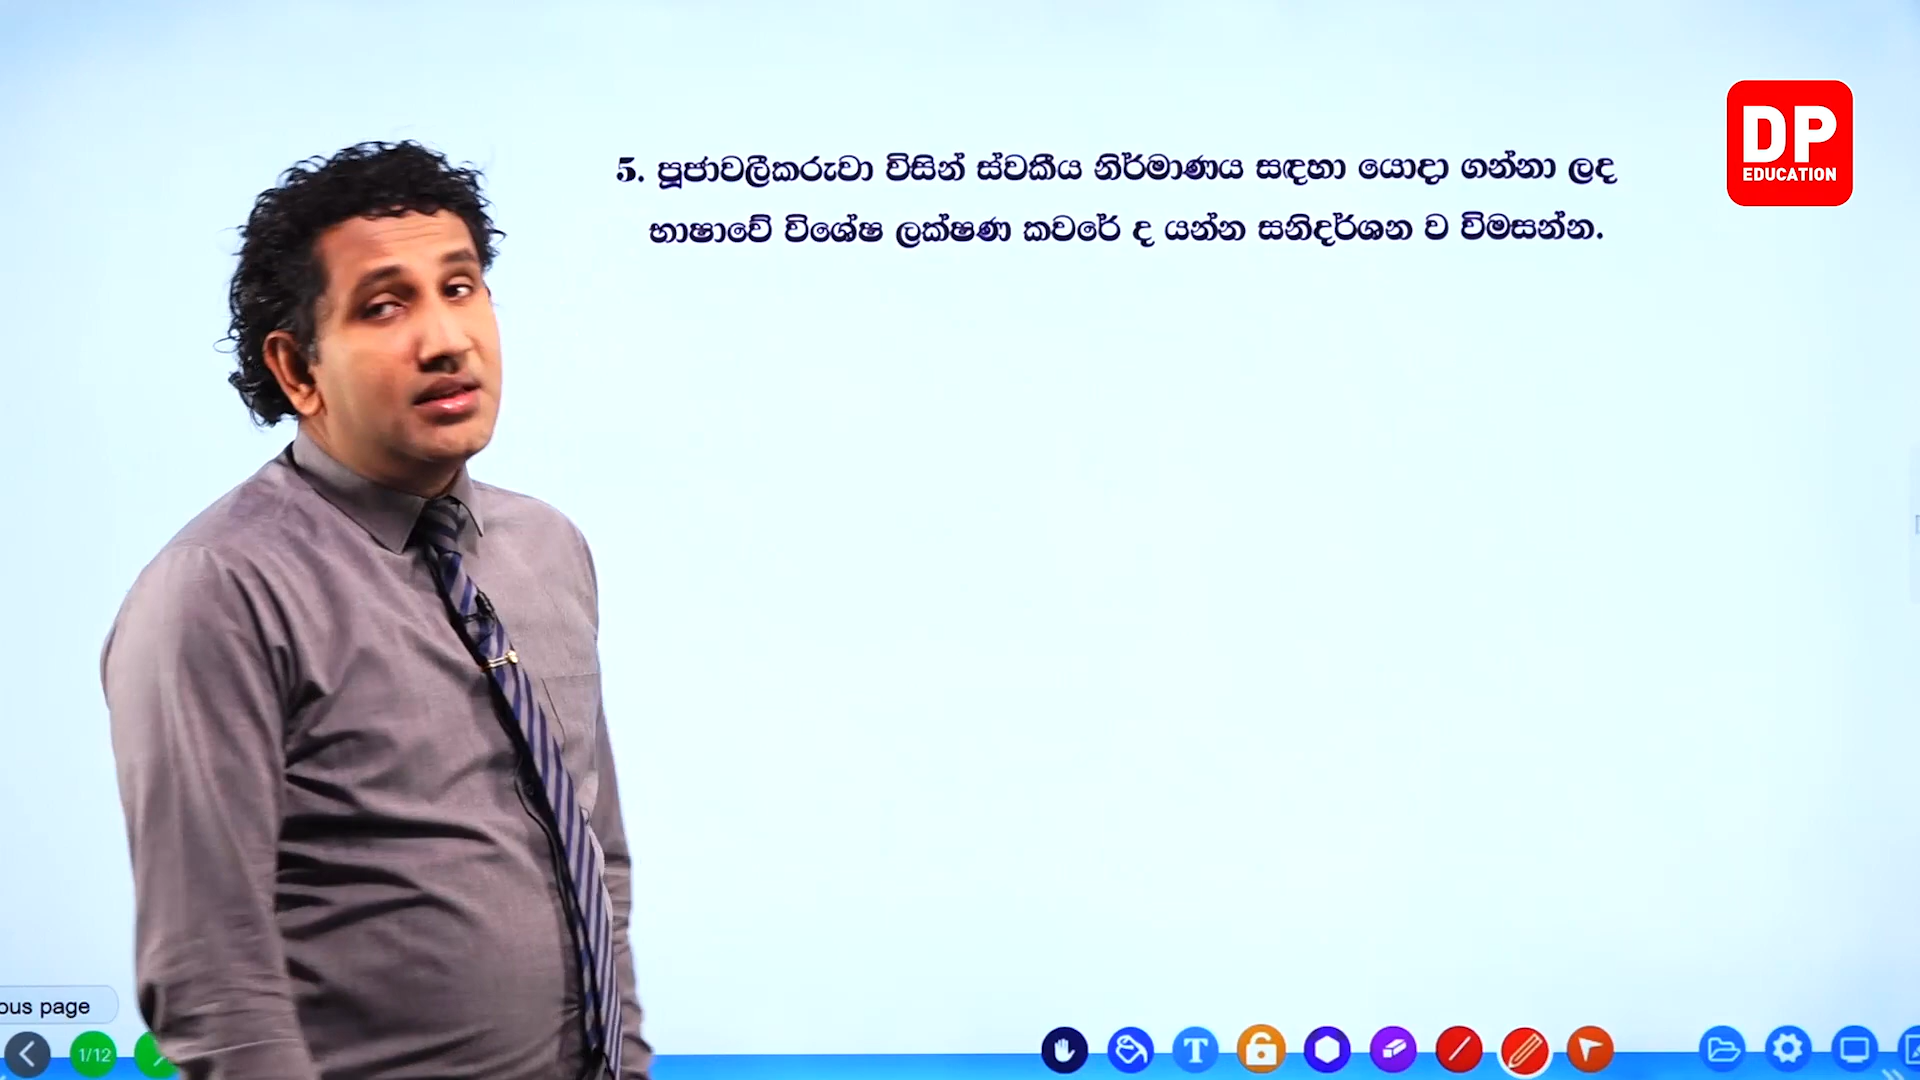 DP
EDUCATION
5. පූජාවලීකරුවා විසින් ස්වකීය නිර්මාණය සඳහා යොදා ගන්නා ලද
භාෂාවේ විශේෂ ලක්ෂණ කවරේ ද යන්න සනිදර්ශන ව විමසන්න.
ous page
1/12
T